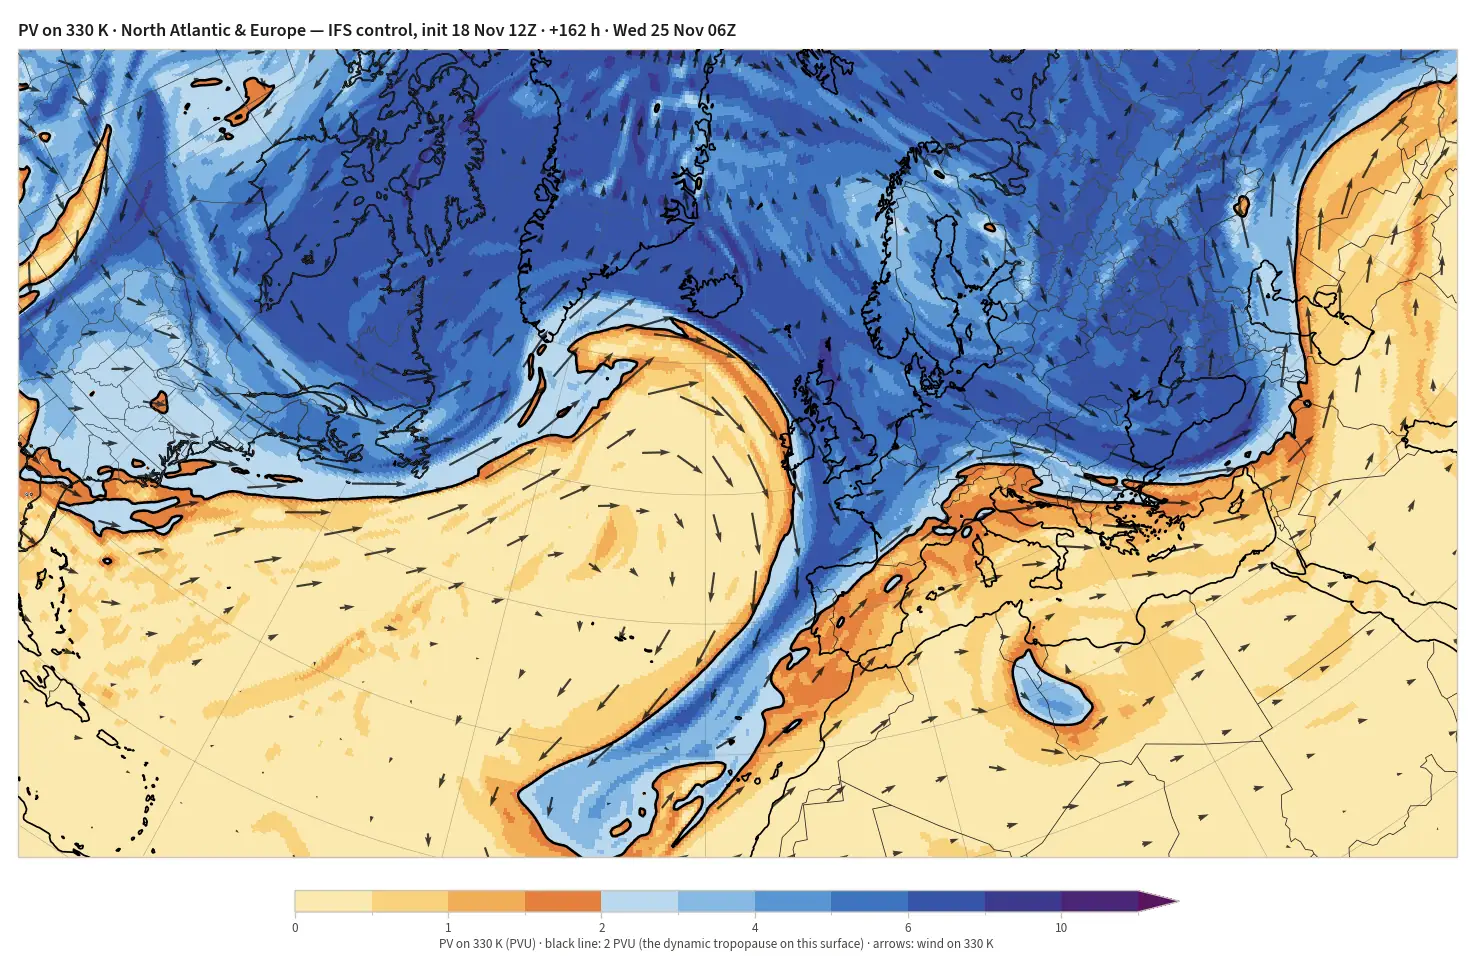 PV on 330 K · North Atlantic & Europe — IFS control, init 18 Nov 12Z · +162 h · Wed 25 Nov 06Z
0 1 2 4 6 10
PV on 330 K (PVU) · black line: 2 PVU (the dynamic tropopause on this surface) · arrows: wind on 330 K